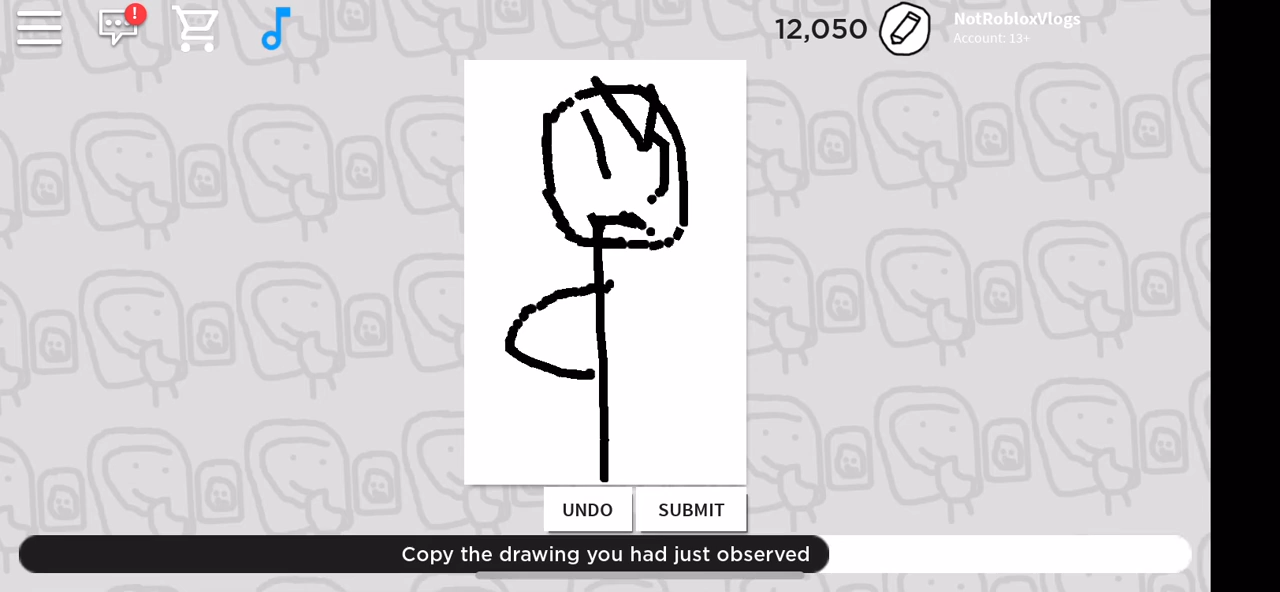 !
12,050
NotRobloxVlogs
Account: 13+
UNDO
SUBMIT
Copy the drawing you had just observed